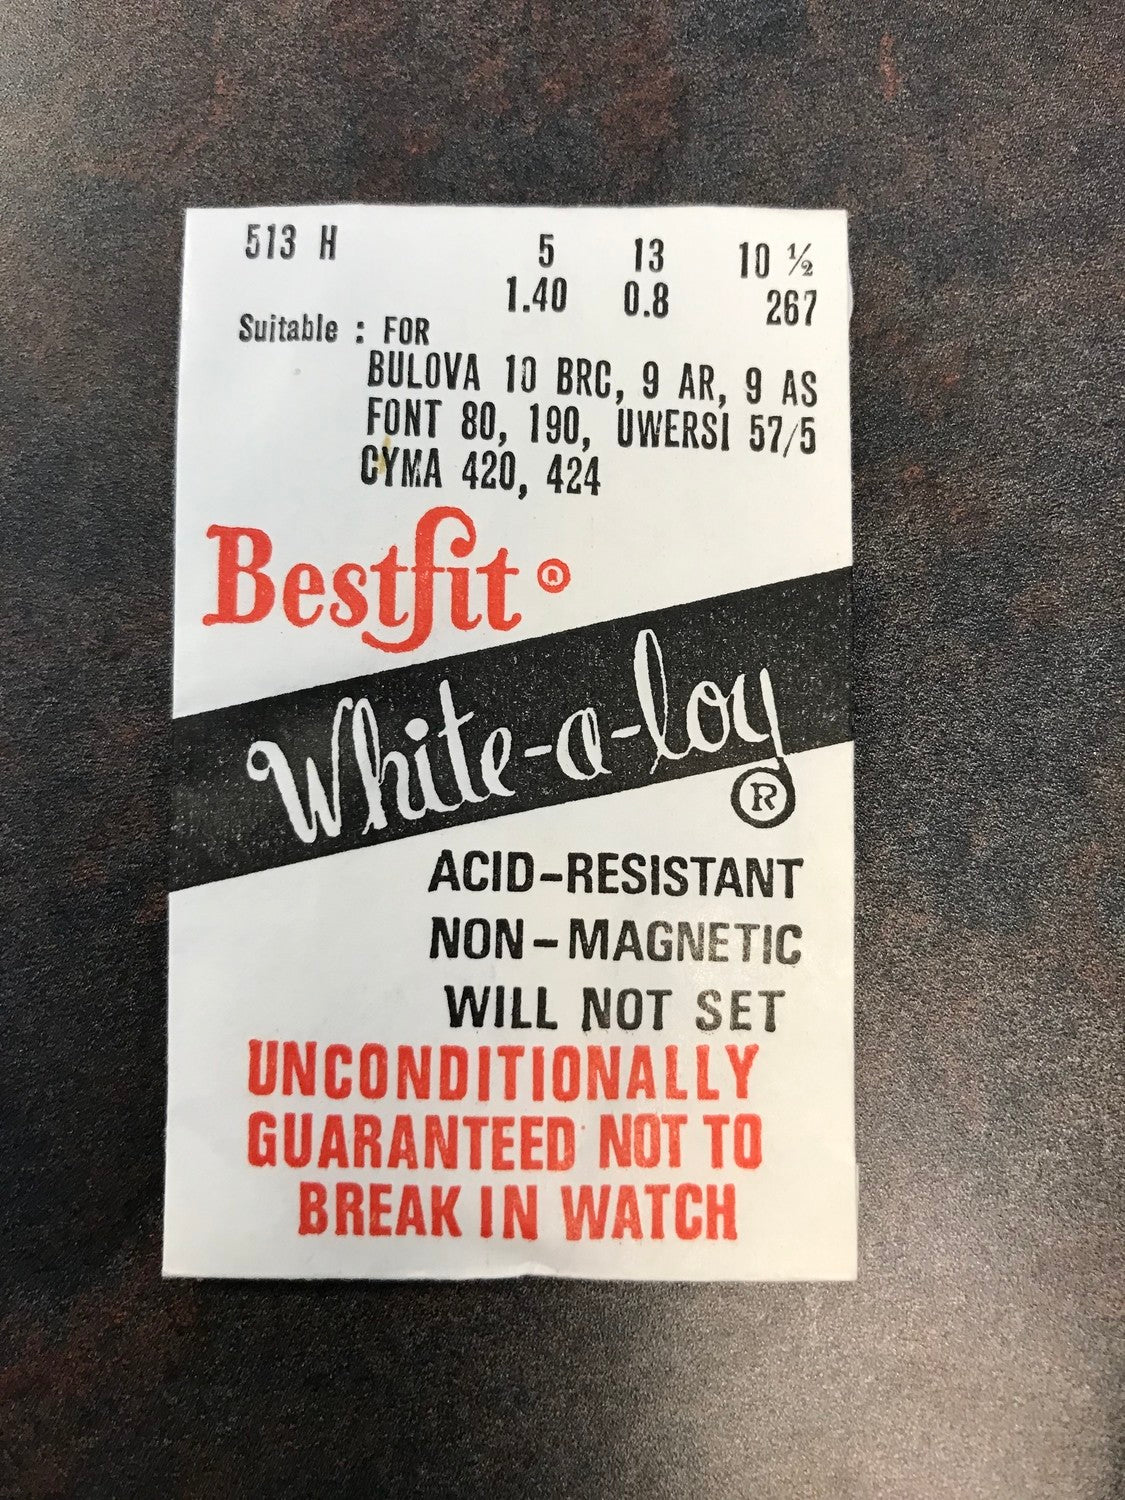 513 H 5 13 10 ½
1.40 0.8 267
Suitable : FOR
BULOVA 10 BRC, 9 AR, 9 AS
FONT 80, 190, UWERSI 57/5
CYMA 420, 424
Bestfit ®
White-a-loy
®
ACID-RESISTANT
NON-MAGNETIC
WILL NOT SET
UNCONDITIONALLY
GUARANTEED NOT TO
BREAK IN WATCH